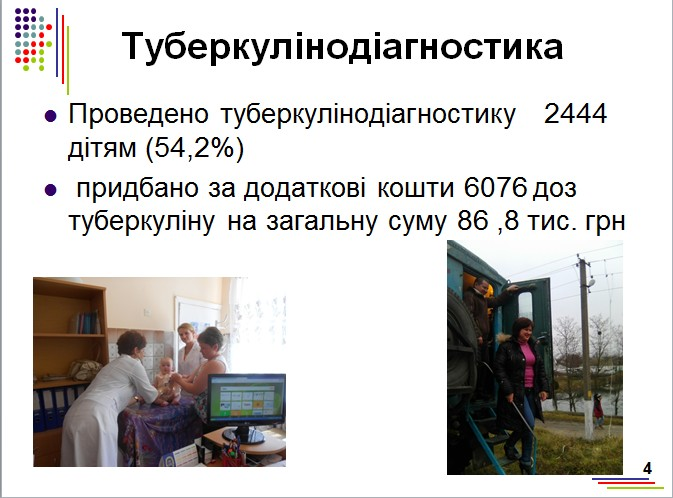 Туберкулінодіагностика
Проведено туберкулінодіагностику 2444
дітям (54,2%)
придбано за додаткові кошти 6076 доз
туберкуліну на загальну суму 86 ,8 тис. грн
4